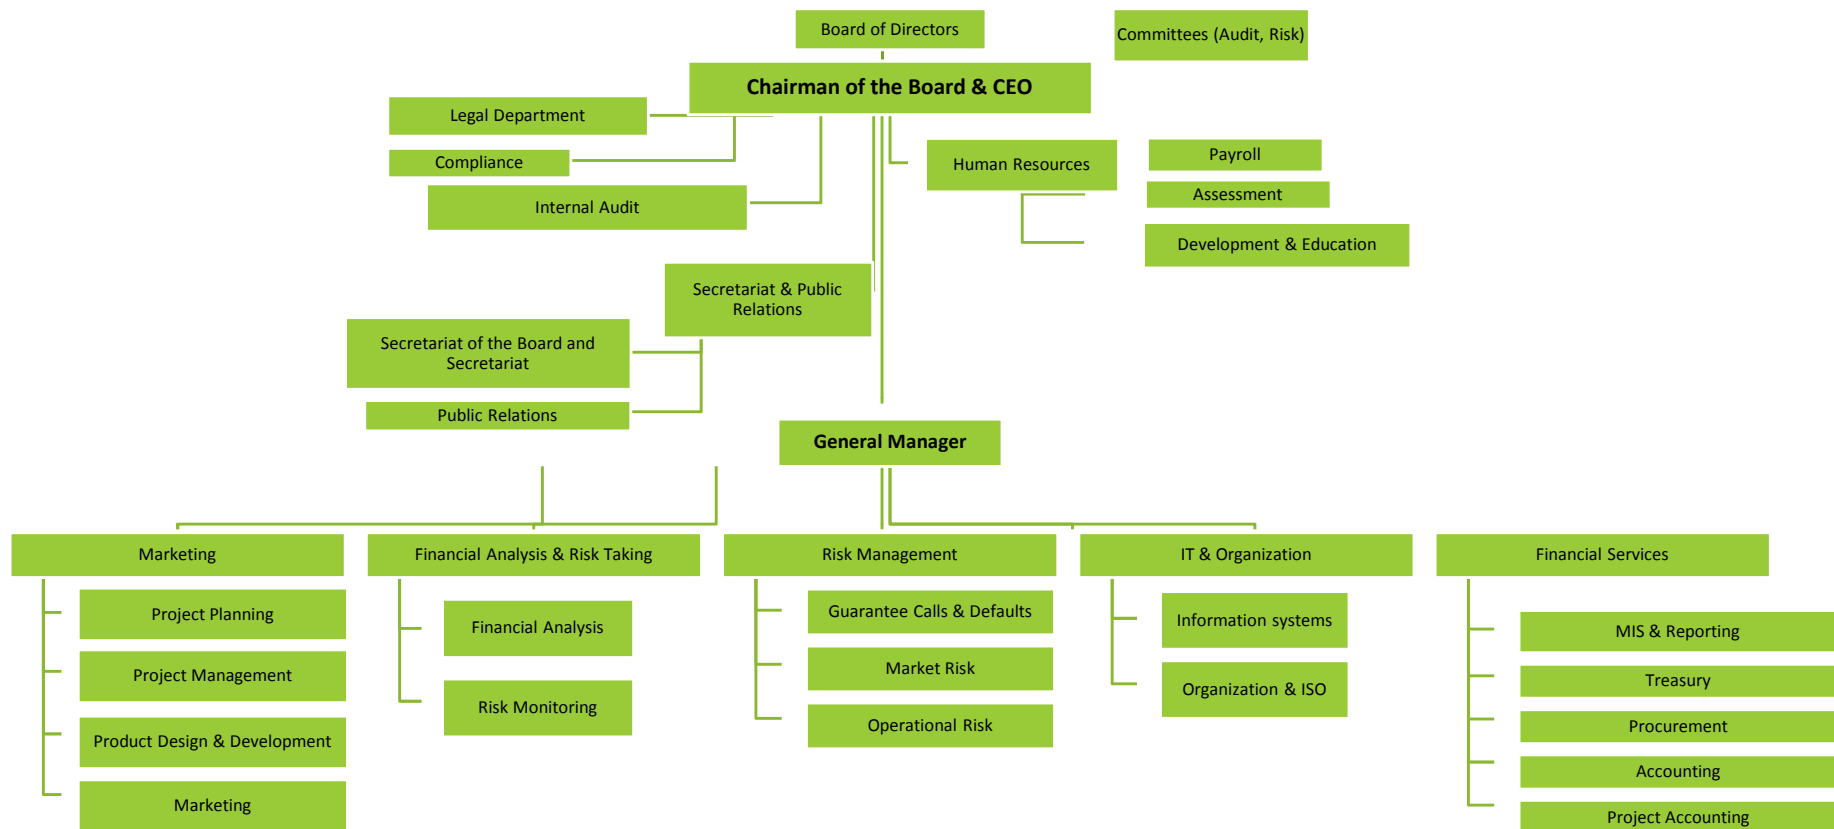 Board of Directors
Committees (Audit, Risk)
Chairman of the Board & CEO
Legal Department
Compliance
Internal Audit
Human Resources
Payroll
Assessment
Development & Education
Secretariat & Public
Relations
Secretariat of the Board and
Secretariat
Public Relations
General Manager
Marketing
Project Planning
Project Management
Product Design & Development
Marketing
Financial Analysis & Risk Taking
Financial Analysis
Risk Monitoring
Risk Management
Guarantee Calls & Defaults
Market Risk
Operational Risk
IT & Organization
Information systems
Organization & ISO
Financial Services
MIS & Reporting
Treasury
Procurement
Accounting
Project Accounting